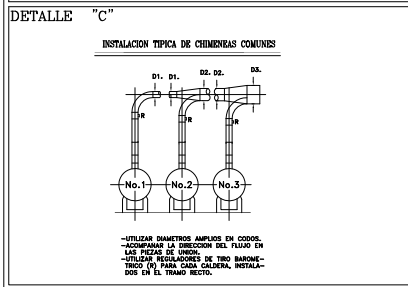 DETALLE "C"
INSTALACION TIPICA DE CHIMENEAS COMUNES
D1. D1. D2. D2. D3.
R R R
No.1 No.2 No.3
-UTILIZAR DIAMETROS AMPLIOS EN CODOS.
-ACOMPANAR LA DIRECCION DEL FLUJO EN
LAS PIEZAS DE UNION.
-UTILIZAR REGULADORES DE TIRO BAROME-
TRICO (R) PARA CADA CALDERA, INSTALA-
DOS EN EL TRAMO RECTO.